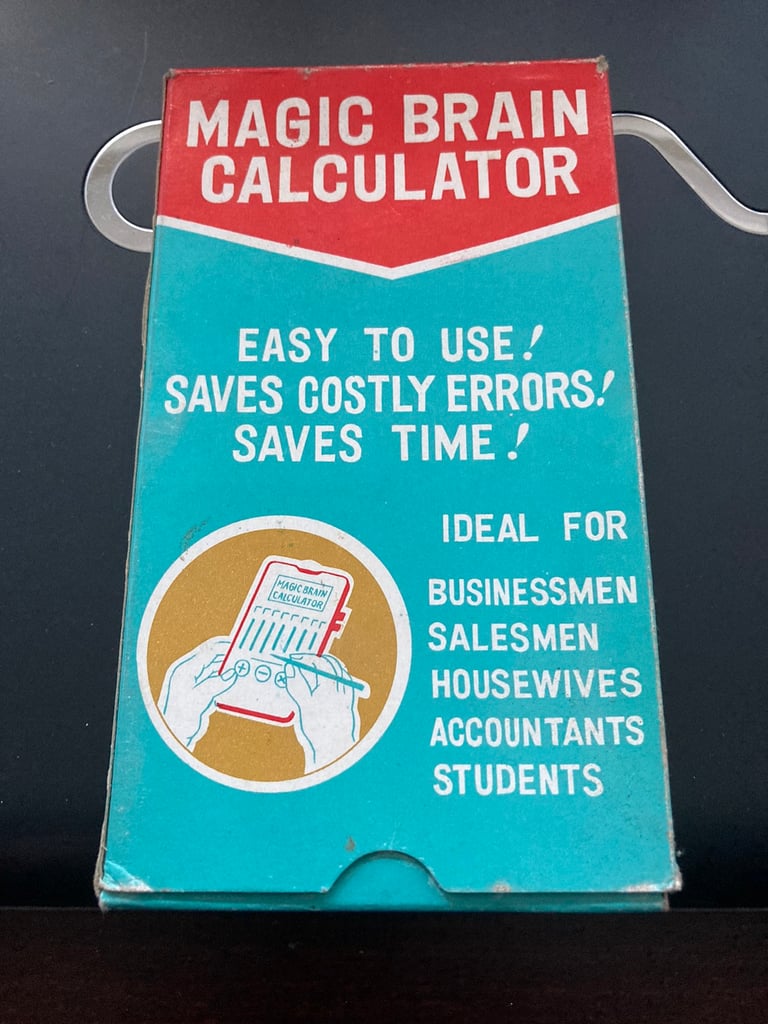 MAGIC BRAIN
CALCULATOR
EASY TO USE!
SAVES COSTLY ERRORS!
SAVES TIME!
IDEAL FOR
BUSINESSMEN
SALESMEN
HOUSEWIVES
ACCOUNTANTS
STUDENTS
MAGIC BRAIN
CALCULATOR
+ − ×